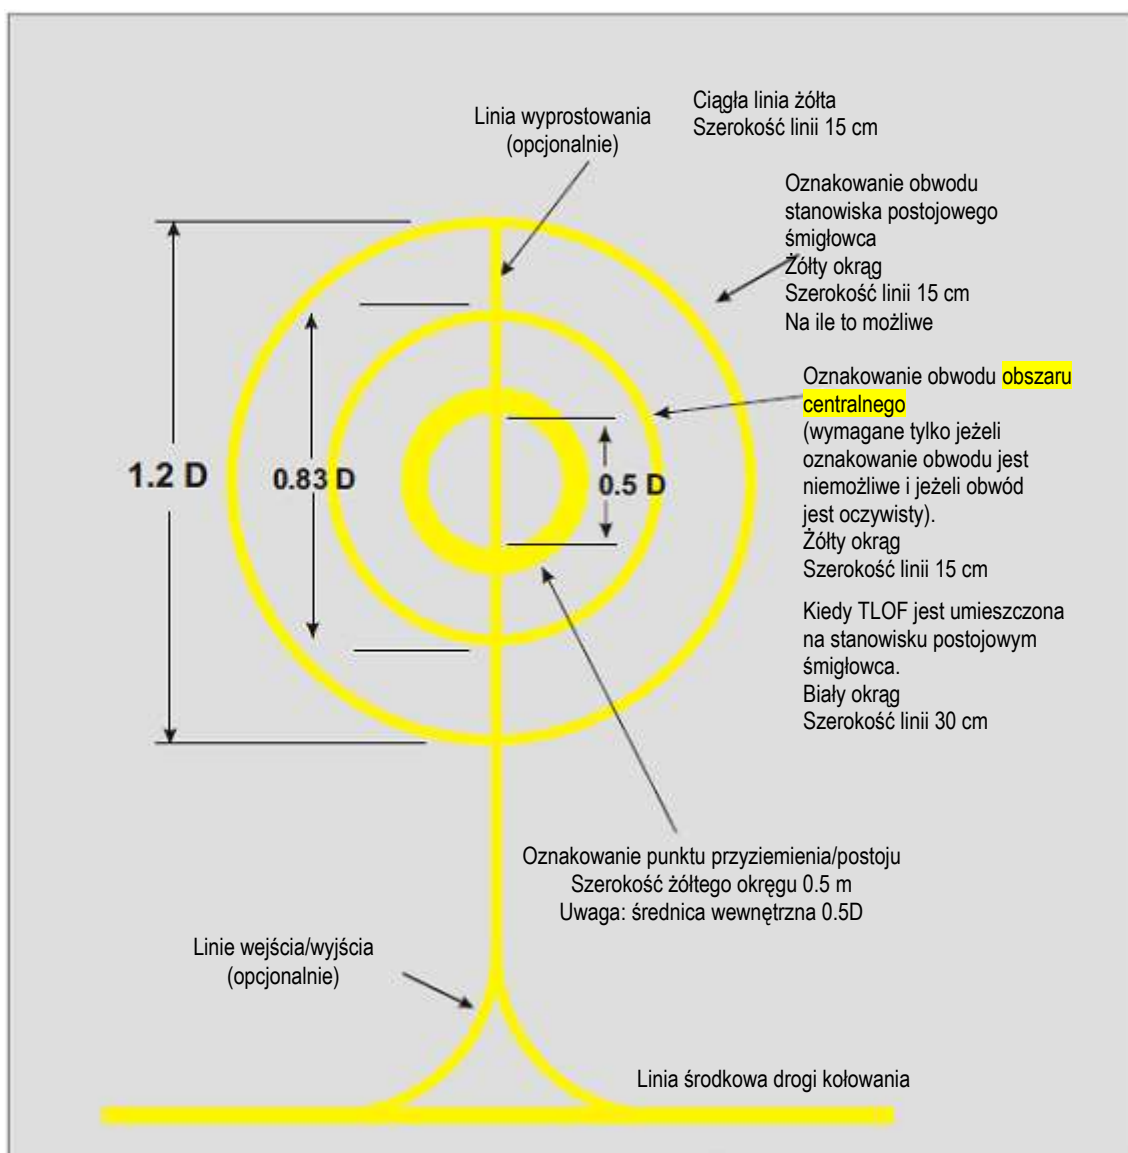 Linia wyprostowania
(opcjonalnie)
Ciągła linia żółta
Szerokość linii 15 cm
Oznakowanie obwodu
stanowiska postojowego
śmigłowca
Żółty okrąg
Szerokość linii 15 cm
Na ile to możliwe
Oznakowanie obwodu obszaru
centralnego
(wymagane tylko jeżeli
oznakowanie obwodu jest
niemożliwe i jeżeli obwód
jest oczywisty).
Żółty okrąg
Szerokość linii 15 cm
Kiedy TLOF jest umieszczona
na stanowisku postojowym
śmigłowca.
Biały okrąg
Szerokość linii 30 cm
1.2 D
0.83 D
0.5 D
Oznakowanie punktu przyziemienia/postoju
Szerokość żółtego okręgu 0.5 m
Uwaga: średnica wewnętrzna 0.5D
Linie wejścia/wyjścia
(opcjonalnie)
Linia środkowa drogi kołowania